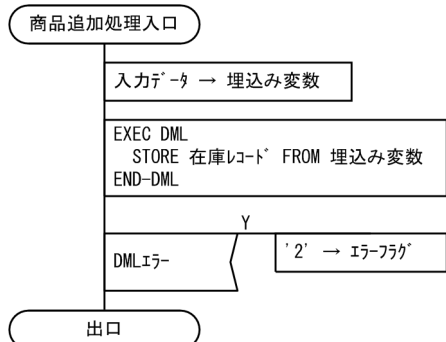 商品追加処理入口
入力ﾃﾞｰﾀ → 埋込み変数
EXEC DML
STORE 在庫ﾚｺｰﾄﾞ FROM 埋込み変数
END-DML
Y
DMLｴﾗｰ
'2' → ｴﾗｰﾌﾗｸﾞ
出口